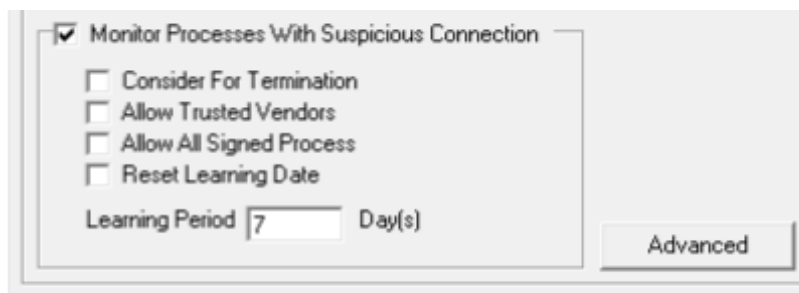 Monitor Processes With Suspicious Connection
Consider For Termination
Allow Trusted Vendors
Allow All Signed Process
Reset Learning Date
Learning Period 7 Day(s)
Advanced